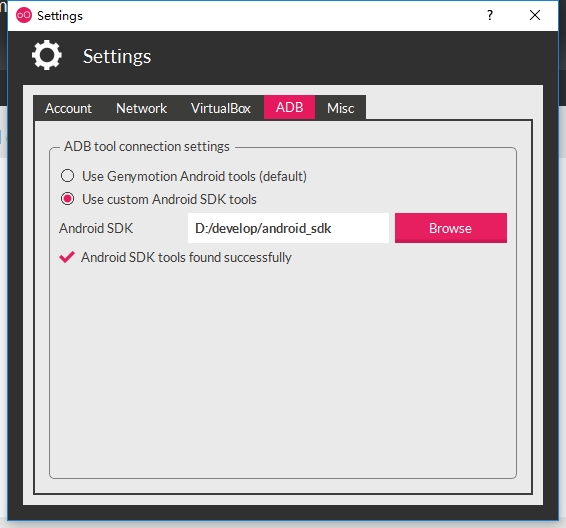 Settings
?
Settings
Account Network VirtualBox ADB Misc
ADB tool connection settings
Use Genymotion Android tools (default)
Use custom Android SDK tools
Android SDK D:/develop/android_sdk Browse
Android SDK tools found successfully